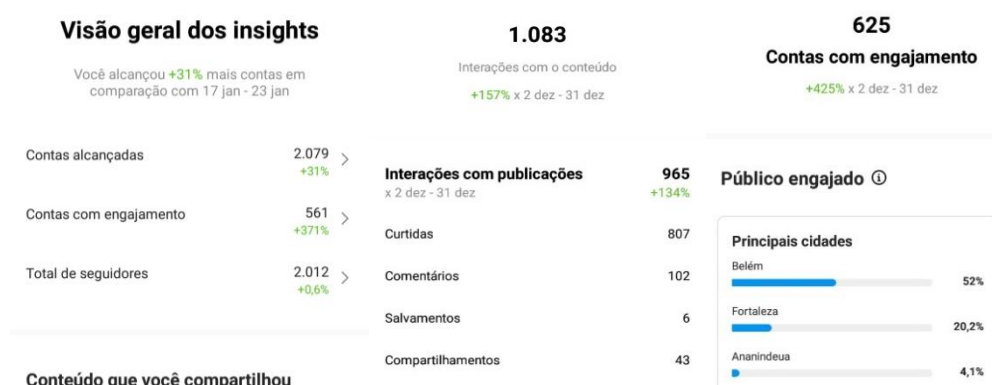 Visão geral dos insights
Você alcançou +31% mais contas em
comparação com 17 jan - 23 jan
Contas alcançadas 2.079
+31%
Contas com engajamento 561
+371%
Total de seguidores 2.012
+0,6%
Conteúdo que você compartilhou
1.083
Interações com o conteúdo
+157% x 2 dez - 31 dez
Interações com publicações 965
x 2 dez - 31 dez +134%
Curtidas 807
Comentários 102
Salvamentos 6
Compartilhamentos 43
625
Contas com engajamento
+425% x 2 dez - 31 dez
Público engajado
Principais cidades
Belém
52%
Fortaleza
20,2%
Ananindeua
4,1%